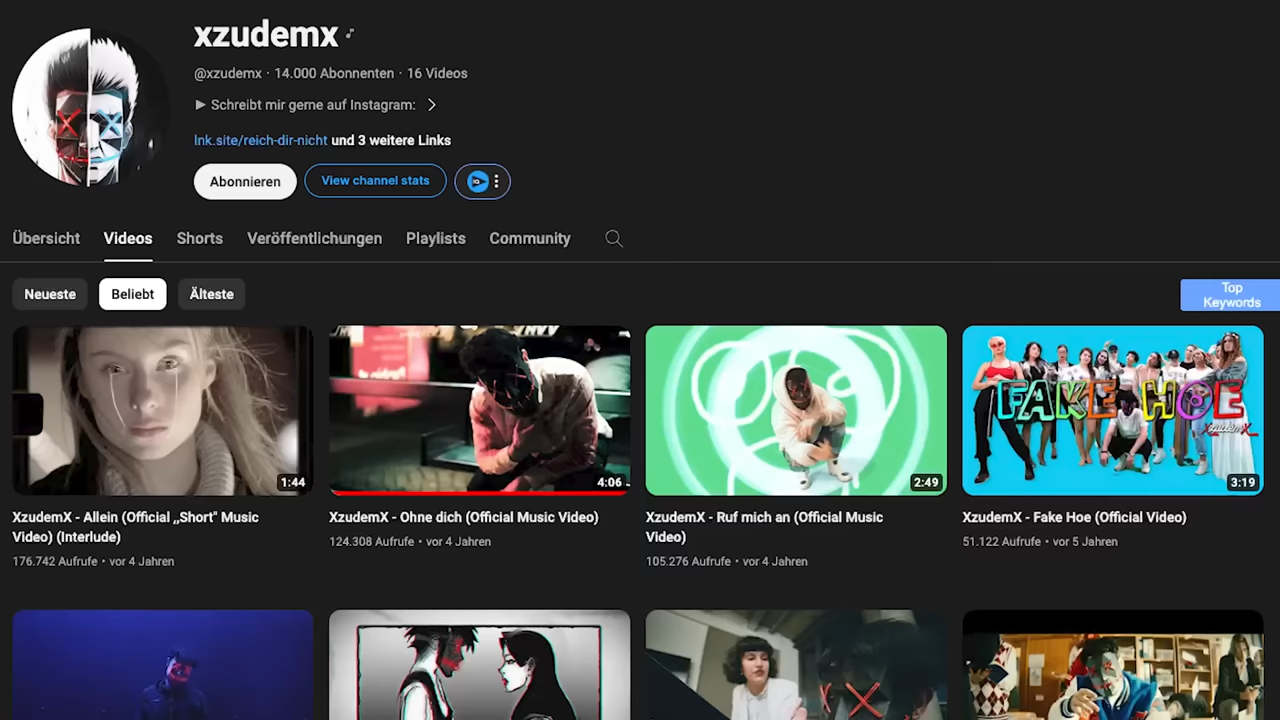 xzudemx ♪
@xzudemx · 14.000 Abonnenten · 16 Videos
► Schreibt mir gerne auf Instagram: >
lnk.site/reich-dir-nicht und 3 weitere Links
Abonnieren
View channel stats
Übersicht Videos Shorts Veröffentlichungen Playlists Community
Neueste Beliebt Älteste
Top
Keywords
FAKE HOE
XzudemX
1:44 4:06 2:49 3:19
XzudemX - Allein (Official ,,Short" Music
Video) (Interlude)
176.742 Aufrufe • vor 4 Jahren
XzudemX - Ohne dich (Official Music Video)
124.308 Aufrufe • vor 4 Jahren
XzudemX - Ruf mich an (Official Music
Video)
105.276 Aufrufe • vor 4 Jahren
XzudemX - Fake Hoe (Official Video)
51.122 Aufrufe • vor 5 Jahren